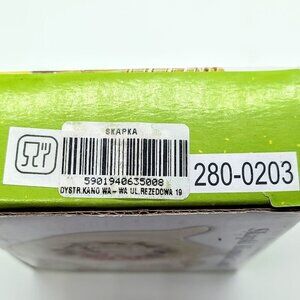 SKAPKA
5901940635008
DYSTR.KANO WA-WA UL.REZEDOWA 19
280-0203